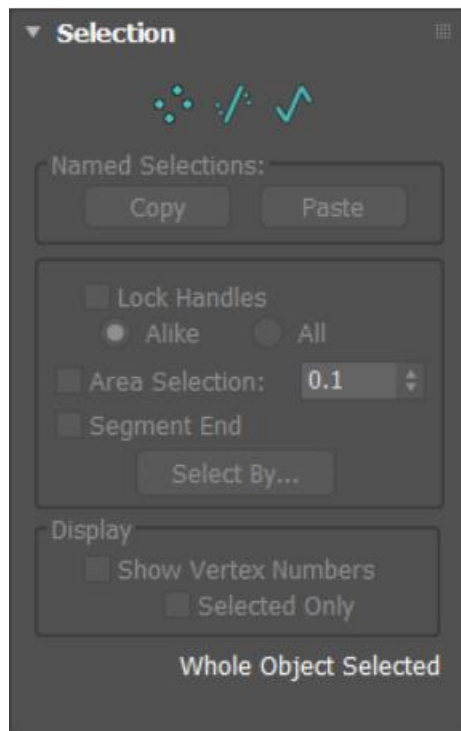 Selection
Named Selections:
Copy Paste
Lock Handles
Alike All
Area Selection: 0.1
Segment End
Select By...
Display
Show Vertex Numbers
Selected Only
Whole Object Selected